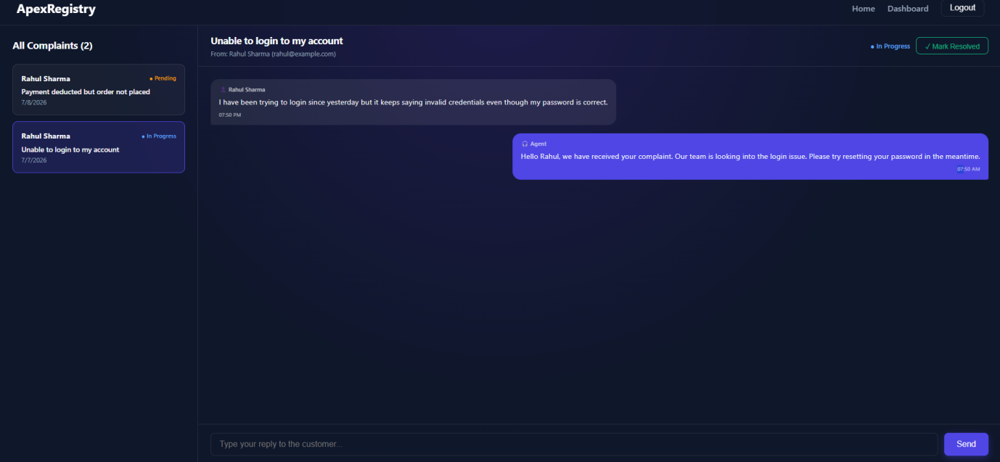 ApexRegistry
Home Dashboard Logout
All Complaints (2)
Rahul Sharma
Pending
Payment deducted but order not placed
7/8/2026
Rahul Sharma
In Progress
Unable to login to my account
7/7/2026
Unable to login to my account
From: Rahul Sharma (rahul@example.com)
In Progress
✓ Mark Resolved
Rahul Sharma
I have been trying to login since yesterday but it keeps saying invalid credentials even though my password is correct.
07:50 PM
Agent
Hello Rahul, we have received your complaint. Our team is looking into the login issue. Please try resetting your password in the meantime.
07:50 AM
Type your reply to the customer...
Send